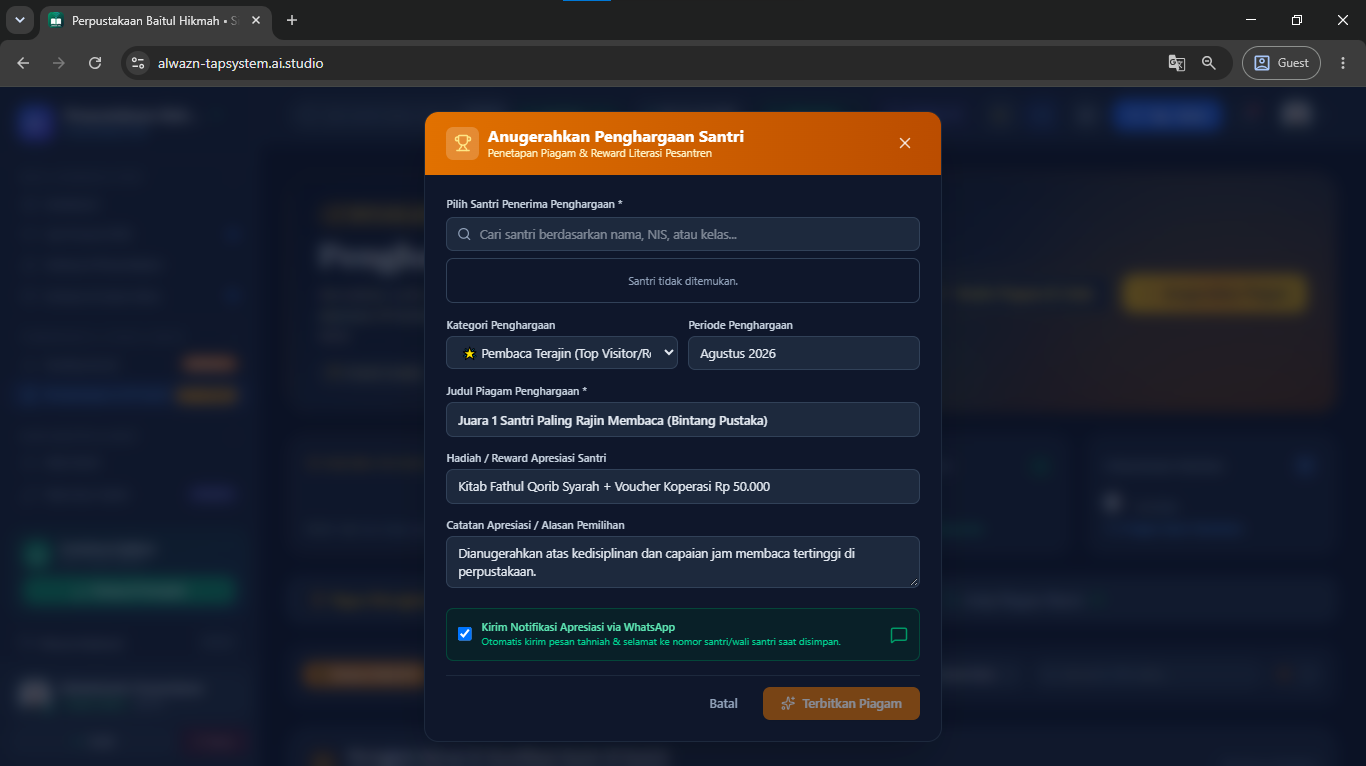 Perpustakaan Baitul Hikmah • S
alwazn-tapsystem.ai.studio
Guest
Anugerahkan Penghargaan Santri
Penetapan Piagam & Reward Literasi Pesantren
Pilih Santri Penerima Penghargaan *
Cari santri berdasarkan nama, NIS, atau kelas...
Santri tidak ditemukan.
Kategori Penghargaan
Periode Penghargaan
Pembaca Terajin (Top Visitor/Re
Agustus 2026
Judul Piagam Penghargaan *
Juara 1 Santri Paling Rajin Membaca (Bintang Pustaka)
Hadiah / Reward Apresiasi Santri
Kitab Fathul Qorib Syarah + Voucher Koperasi Rp 50.000
Catatan Apresiasi / Alasan Pemilihan
Dianugerahkan atas kedisiplinan dan capaian jam membaca tertinggi di
perpustakaan.
Kirim Notifikasi Apresiasi via WhatsApp
Otomatis kirim pesan tahniah & selamat ke nomor santri/wali santri saat disimpan.
Batal
Terbitkan Piagam